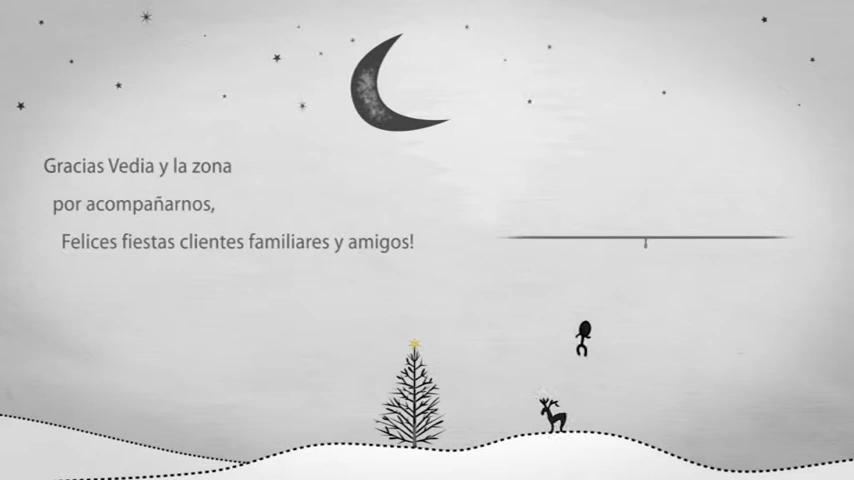 Gracias Vedia y la zona
por acompañarnos,
Felices fiestas clientes familiares y amigos!